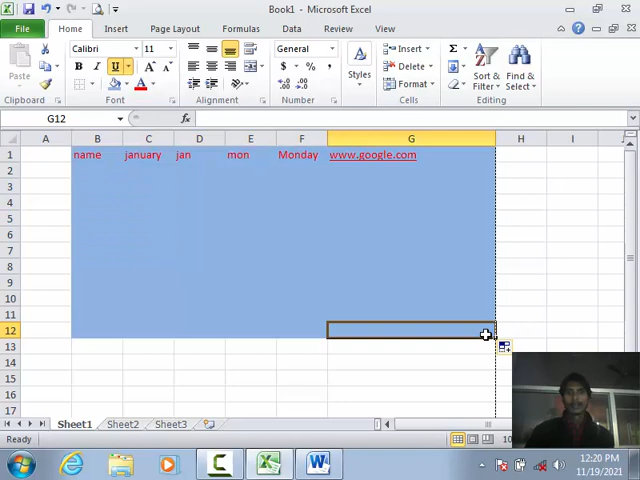 Book1 - Microsoft Excel
File Home Insert Page Layout Formulas Data Review View
Calibri 11 General Insert Σ
Paste B I U $ % , Styles Delete Sort & Filter Find & Select
A Format
Clipboard Font Alignment Number Cells Editing
G12 fx
A B C D E F G H I
1 name january jan mon Monday www.google.com
2
3
4
5
6
7
8
9
10
11
12
13
14
15
16
17
Sheet1 Sheet2 Sheet3
Ready
12:20 PM
11/19/2021